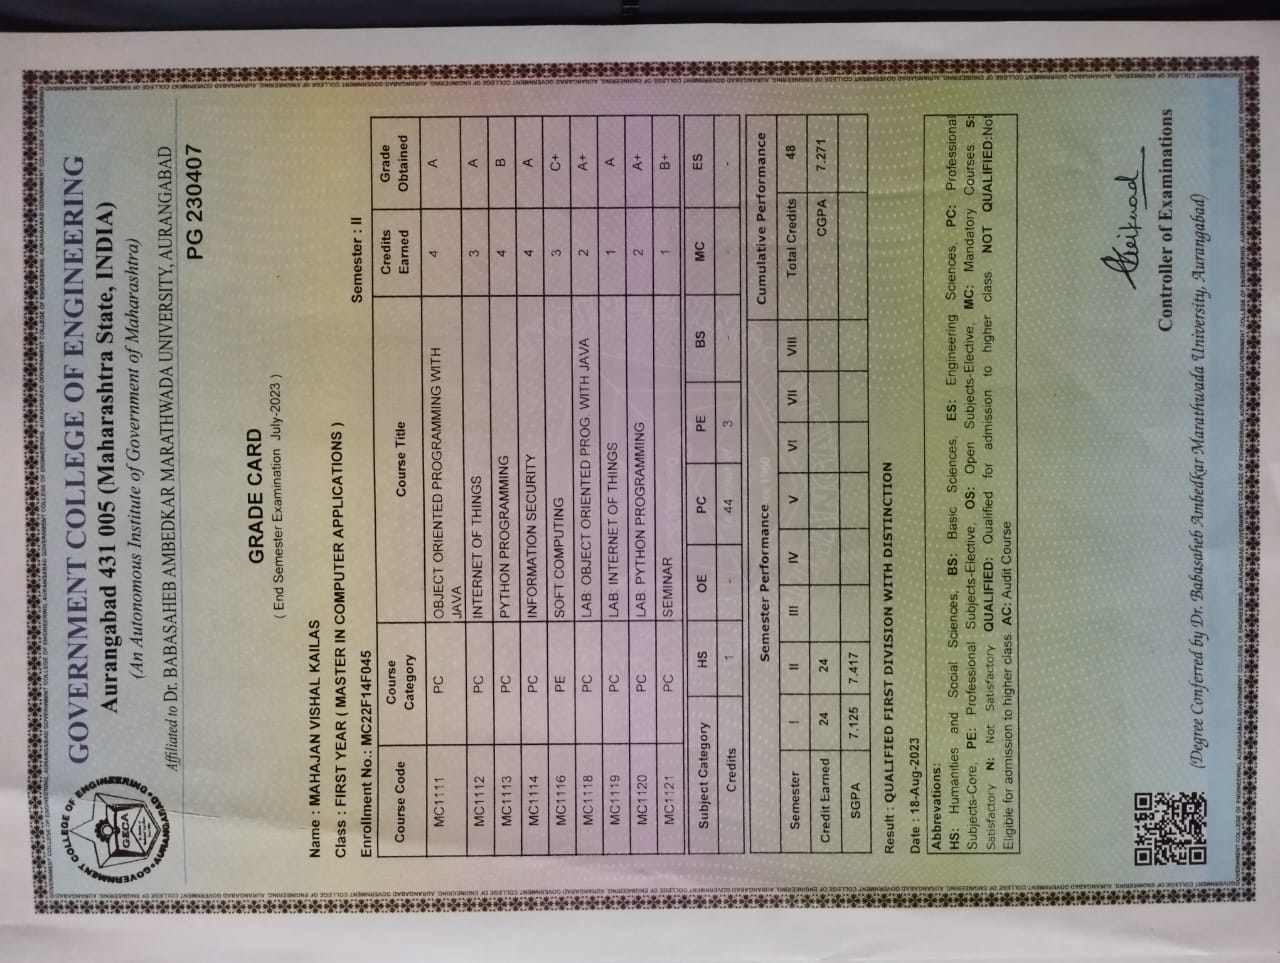 GOVERNMENT COLLEGE OF ENGINEERING
Aurangabad 431 005 (Maharashtra State, INDIA)
(An Autonomous Institute of Government of Maharashtra)
Affiliated to Dr. BABASAHEB AMBEDKAR MARATHWADA UNIVERSITY, AURANGABAD
GOVERNMENT COLLEGE OF ENGINEERING
GECA
AURANGABAD
PG 230407
GRADE CARD
( End Semester Examination July-2023 )
Name : MAHAJAN VISHAL KAILAS
Class : FIRST YEAR ( MASTER IN COMPUTER APPLICATIONS )
Enrollment No.: MC22F14F045 Semester : II
Course Code Course Category Course Title Credits Earned Grade Obtained
MC1111 PC OBJECT ORIENTED PROGRAMMING WITH JAVA 4 A
MC1112 PC INTERNET OF THINGS 3 A
MC1113 PC PYTHON PROGRAMMING 4 B
MC1114 PC INFORMATION SECURITY 4 A
MC1116 PE SOFT COMPUTING 3 C+
MC1118 PC LAB: OBJECT ORIENTED PROG. WITH JAVA 2 A+
MC1119 PC LAB: INTERNET OF THINGS 1 A
MC1120 PC LAB: PYTHON PROGRAMMING 2 A+
MC1121 PC SEMINAR 1 B+
Subject Category HS OE PC PE BS MC ES
Credits 1 - 44 3 - - -
Semester Performance Cumulative Performance
Semester I II III IV V VI VII VIII Total Credits 48
Credit Earned 24 24 CGPA 7.271
SGPA 7.125 7.417
Result : QUALIFIED FIRST DIVISION WITH DISTINCTION
Date : 18-Aug-2023
Abbrevations:
HS: Humanities and Social Sciences, BS: Basic Sciences, ES: Engineering Sciences, PC: Professional
Subjects-Core, PE: Professional Subjects-Elective, OS: Open Subjects-Elective, MC: Mandatory Courses, S:
Satisfactory N: Not Satisfactory QUALIFIED: Qualified for admission to higher class. NOT QUALIFIED:Not
Eligible for admission to higher class. AC: Audit Course
Controller of Examinations
(Degree Conferred by Dr. Babasaheb Ambedkar Marathwada University, Aurangabad)